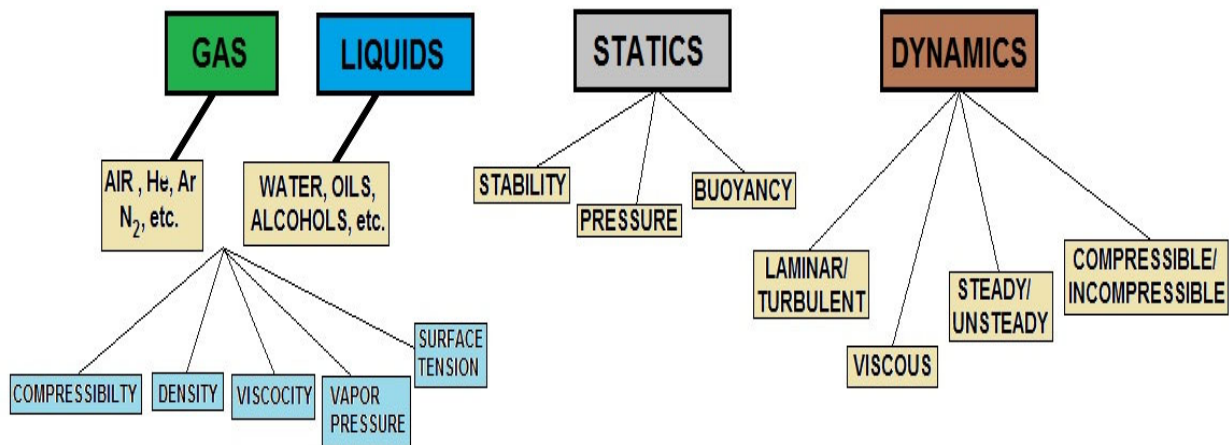 GAS
LIQUIDS
STATICS
DYNAMICS
AIR , He, Ar
N₂, etc.
WATER, OILS,
ALCOHOLS, etc.
STABILITY
PRESSURE
BUOYANCY
LAMINAR/
TURBULENT
VISCOUS
STEADY/
UNSTEADY
COMPRESSIBLE/
INCOMPRESSIBLE
COMPRESSIBILTY
DENSITY
VISCOCITY
VAPOR
PRESSURE
SURFACE
TENSION